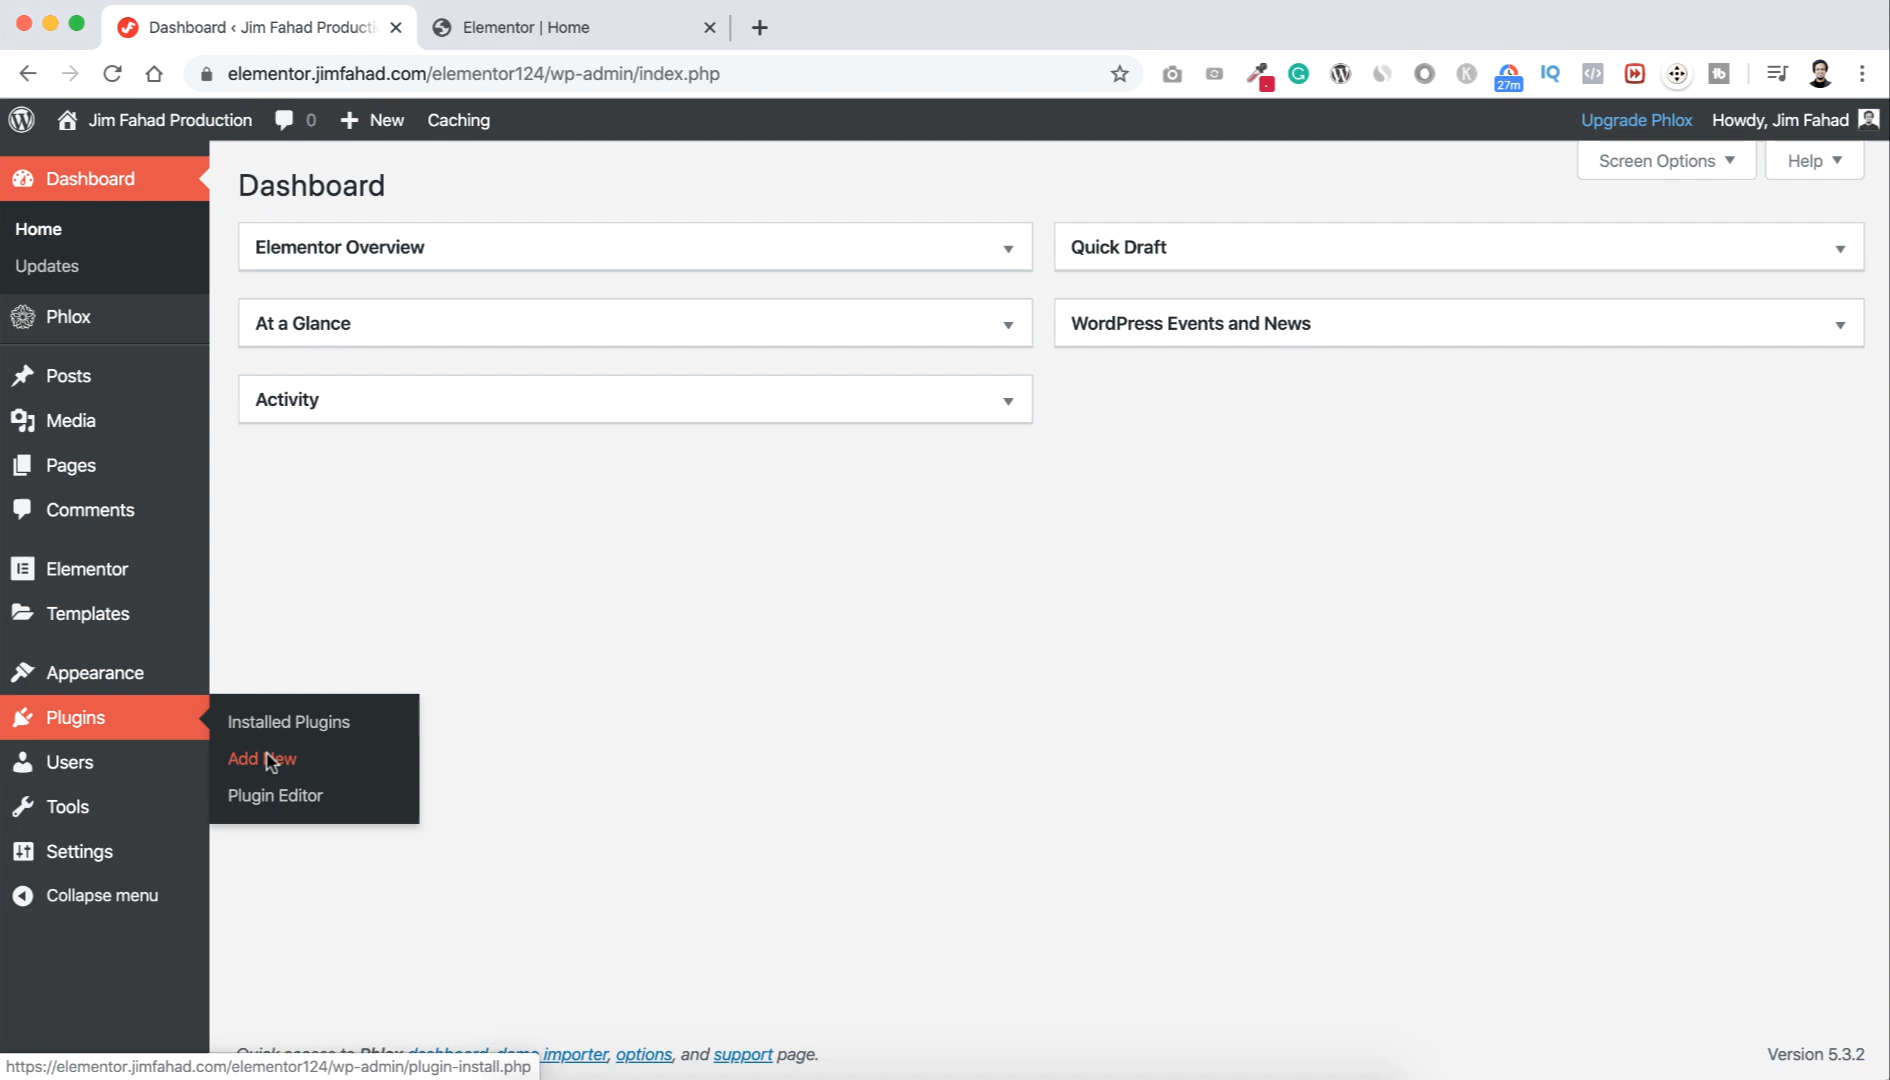 Dashboard ‹ Jim Fahad Producti
Elementor | Home
elementor.jimfahad.com/elementor124/wp-admin/index.php
27m
IQ
Jim Fahad Production
0
New
Caching
Upgrade Phlox
Howdy, Jim Fahad
Screen Options
Help
Dashboard
Home
Updates
Phlox
Posts
Media
Pages
Comments
Elementor
Templates
Appearance
Plugins
Users
Tools
Settings
Collapse menu
Installed Plugins
Add New
Plugin Editor
Dashboard
Elementor Overview
Quick Draft
At a Glance
WordPress Events and News
Activity
Quick access to Phlox dashboard, demo importer, options, and support page.
Version 5.3.2
https://elementor.jimfahad.com/elementor124/wp-admin/plugin-install.php